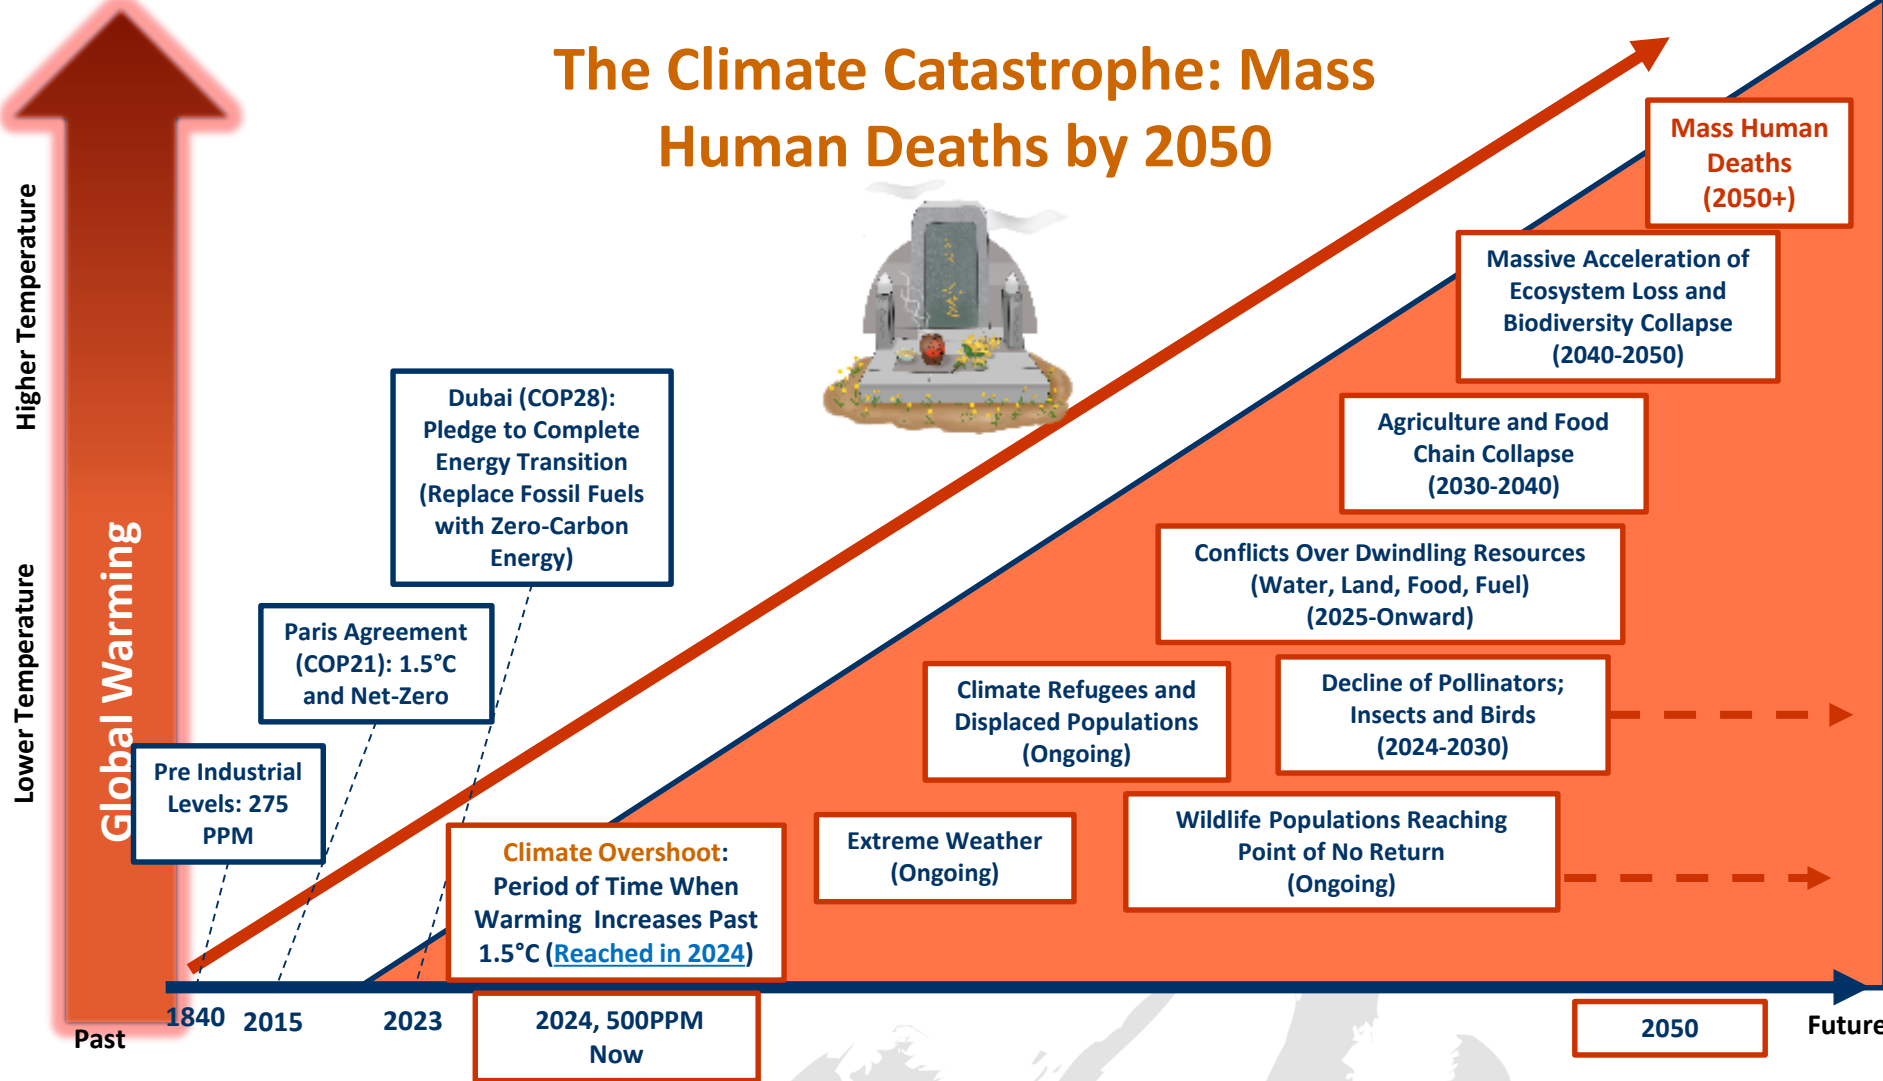 The Climate Catastrophe: Mass
Human Deaths by 2050
Higher Temperature
Lower Temperature
Global Warming
Mass Human
Deaths
(2050+)
Massive Acceleration of
Ecosystem Loss and
Biodiversity Collapse
(2040-2050)
Dubai (COP28):
Pledge to Complete
Energy Transition
(Replace Fossil Fuels
with Zero-Carbon
Energy)
Agriculture and Food
Chain Collapse
(2030-2040)
Conflicts Over Dwindling Resources
(Water, Land, Food, Fuel)
(2025-Onward)
Paris Agreement
(COP21): 1.5°C
and Net-Zero
Climate Refugees and
Displaced Populations
(Ongoing)
Decline of Pollinators;
Insects and Birds
(2024-2030)
Pre Industrial
Levels: 275
PPM
Climate Overshoot:
Period of Time When
Warming Increases Past
1.5°C (Reached in 2024)
Extreme Weather
(Ongoing)
Wildlife Populations Reaching
Point of No Return
(Ongoing)
Past
1840
2015
2023
2024, 500PPM
Now
2050
Future